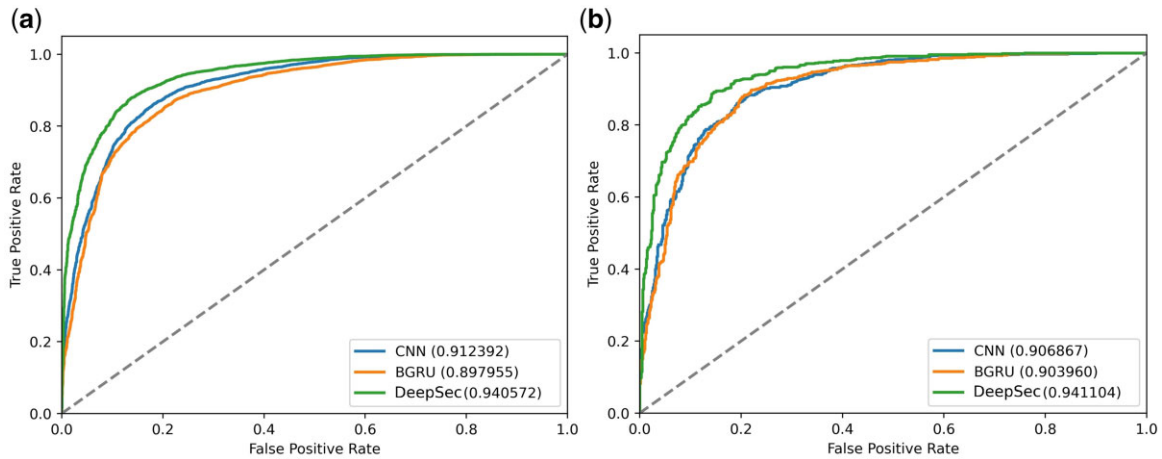 (a)
1.0
0.8
0.6
0.4
0.2
0.0
True Positive Rate
0.0 0.2 0.4 0.6 0.8 1.0
False Positive Rate
CNN (0.912392)
BGRU (0.897955)
DeepSec(0.940572)
(b)
1.0
0.8
0.6
0.4
0.2
0.0
True Positive Rate
0.0 0.2 0.4 0.6 0.8 1.0
False Positive Rate
CNN (0.906867)
BGRU (0.903960)
DeepSec(0.941104)